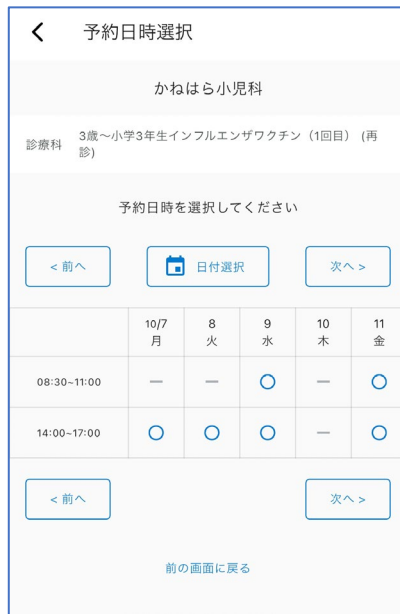 予約日時選択
かねはら小児科
診療科
3歳〜小学3年生インフルエンザワクチン（1回目） (再
診)
予約日時を選択してください
< 前へ 日付選択 次へ >
10/7 8 9 10 11
月 火 水 木 金
08:30~11:00 — — ○ — ○
14:00~17:00 ○ ○ ○ — ○
< 前へ 次へ >
前の画面に戻る